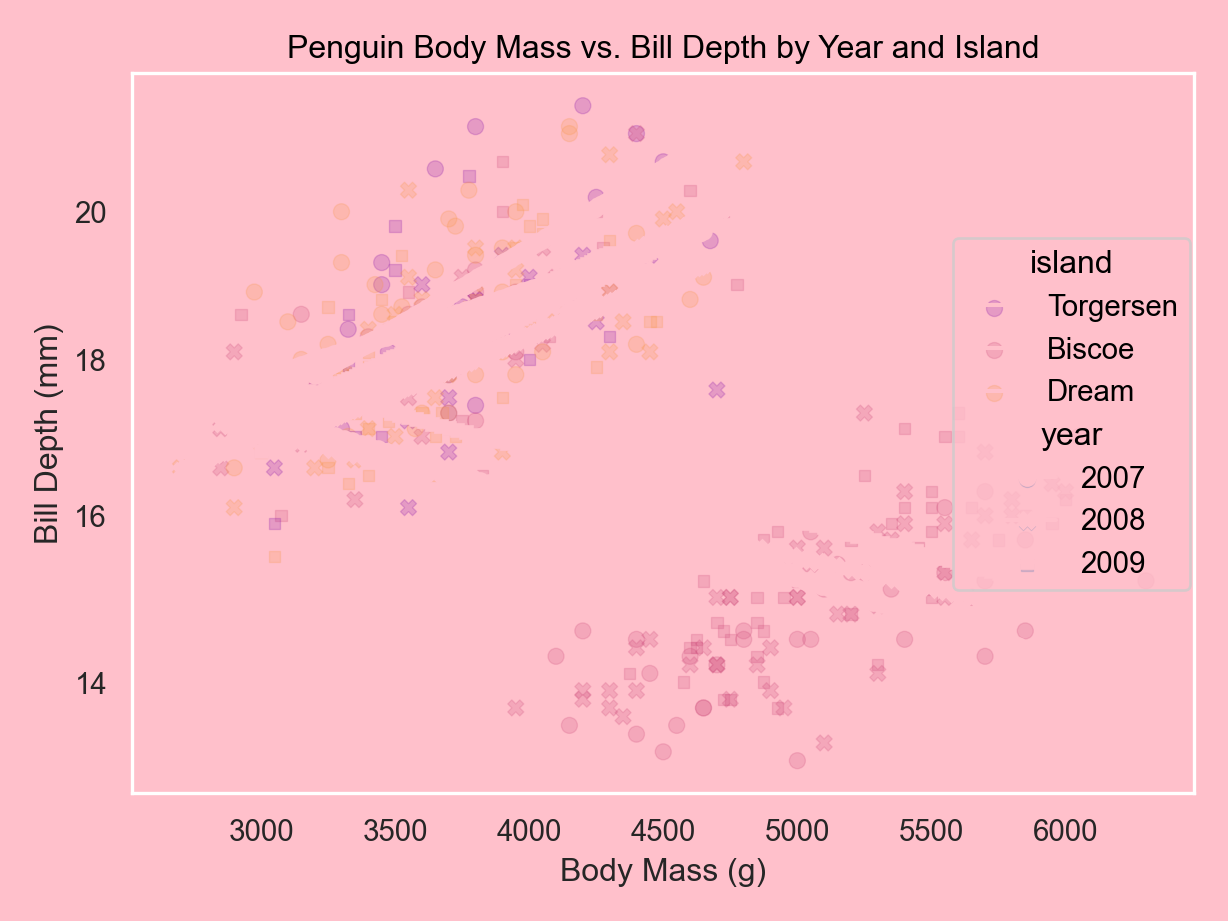 Penguin Body Mass vs. Bill Depth by Year and Island
20
18
16
14
Bill Depth (mm)
island
Torgersen
Biscoe
Dream
year
2007
2008
2009
3000 3500 4000 4500 5000 5500 6000
Body Mass (g)